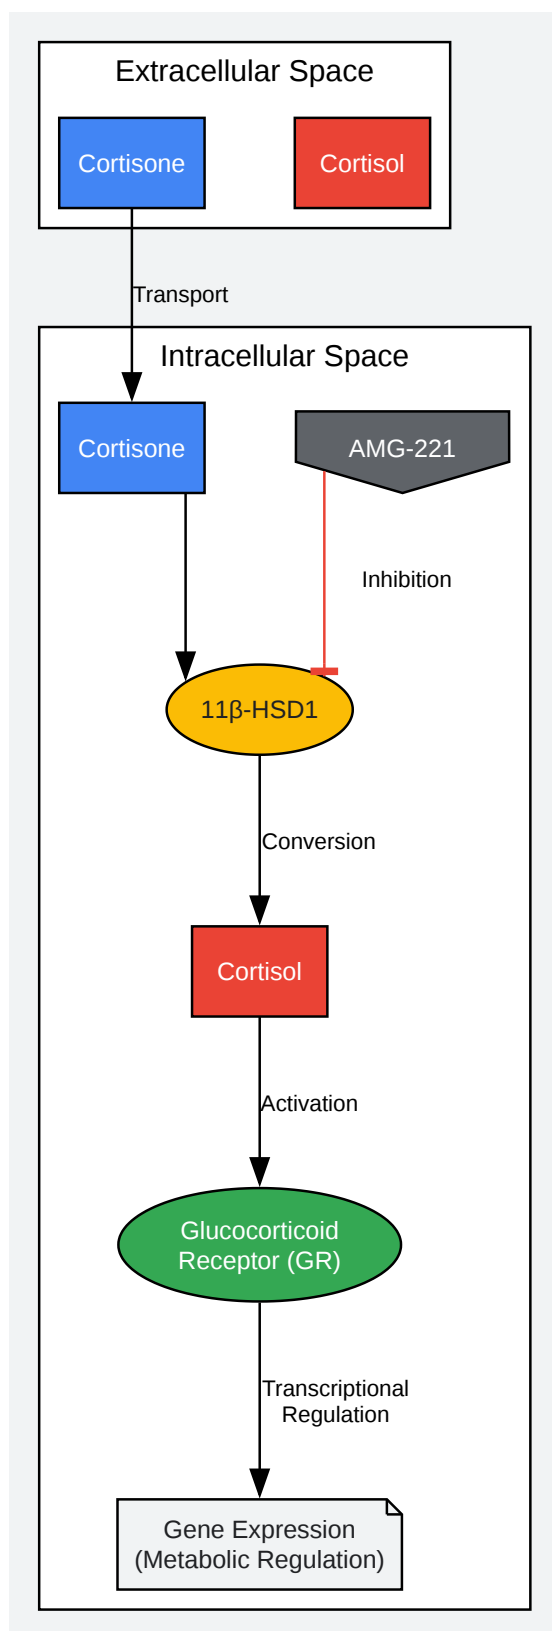 Extracellular Space
Cortisone
Cortisol
Transport
Intracellular Space
Cortisone
AMG-221
Inhibition
11β-HSD1
Conversion
Cortisol
Activation
Glucocorticoid
Receptor (GR)
Transcriptional
Regulation
Gene Expression
(Metabolic Regulation)